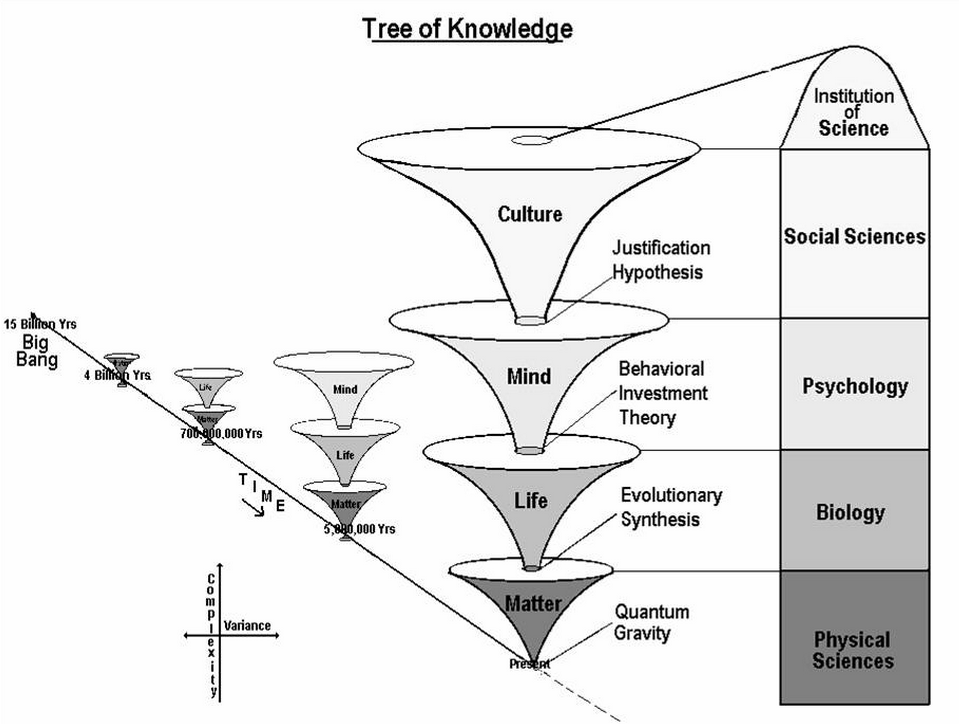 Tree of Knowledge
Institution
of
Science
Culture
Social Sciences
Justification
Hypothesis
15 Billion Yrs
Big
Bang
4 Billion Yrs
Life
Matter
700,000,000 Yrs
Mind
Life
Matter
5,000,000 Yrs
TIME
Mind
Behavioral
Investment
Theory
Psychology
Life
Evolutionary
Synthesis
Biology
Matter
Quantum
Gravity
Physical
Sciences
Present
Complexity
Variance